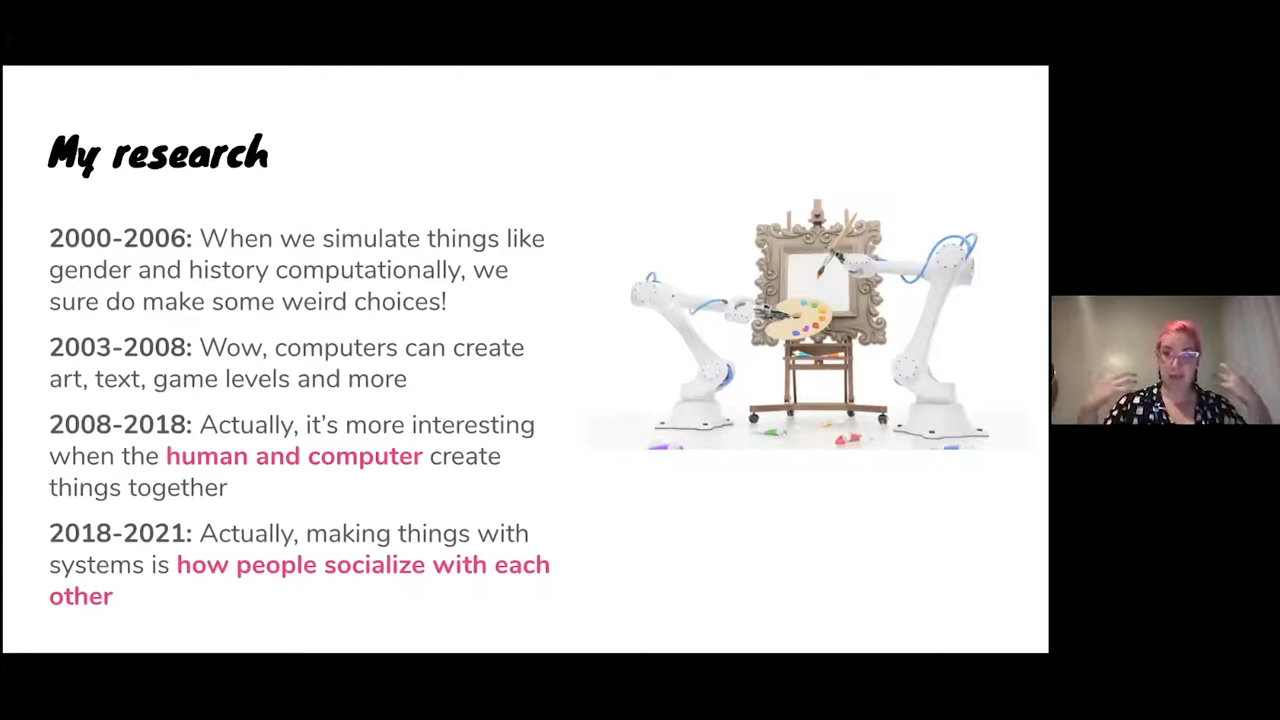 My research
2000-2006: When we simulate things like
gender and history computationally, we
sure do make some weird choices!
2003-2008: Wow, computers can create
art, text, game levels and more
2008-2018: Actually, it’s more interesting
when the human and computer create
things together
2018-2021: Actually, making things with
systems is how people socialize with each
other